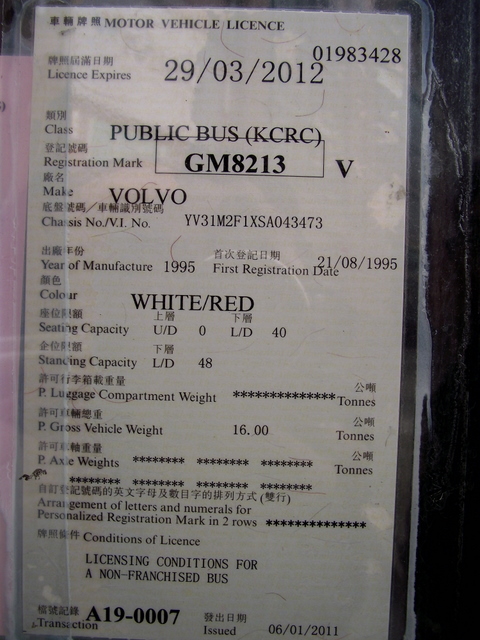 車輛牌照 MOTOR VEHICLE LICENCE
01983428
牌照屆滿日期
Licence Expires 29/03/2012
類別
Class PUBLIC BUS (KCRC)
登記號碼
Registration Mark GM8213 V
廠名
Make VOLVO
底盤號碼/車輛識別號碼
Chassis No./V.I. No. YV31M2F1XSA043473
出廠年份 首次登記日期
Year of Manufacture 1995 First Registration Date 21/08/1995
顏色
Colour WHITE/RED
座位限額 上層 下層
Seating Capacity U/D 0 L/D 40
企位限額 下層
Standing Capacity L/D 48
許可行李箱載重量 公噸
P. Luggage Compartment Weight ************** Tonnes
許可車輛總重 公噸
P. Gross Vehicle Weight 16.00 Tonnes
許可車軸重量 公噸
P. Axle Weights ******** ******** ******** Tonnes
******** ******** ******** ********
自訂登記號碼的英文字母及數目字的排列方式 (雙行)
Arrangement of letters and numerals for
Personalized Registration Mark in 2 rows **************
牌照條件 Conditions of Licence
LICENSING CONDITIONS FOR
A NON-FRANCHISED BUS
檔號記錄 發出日期
Transaction A19-0007 Issued 06/01/2011